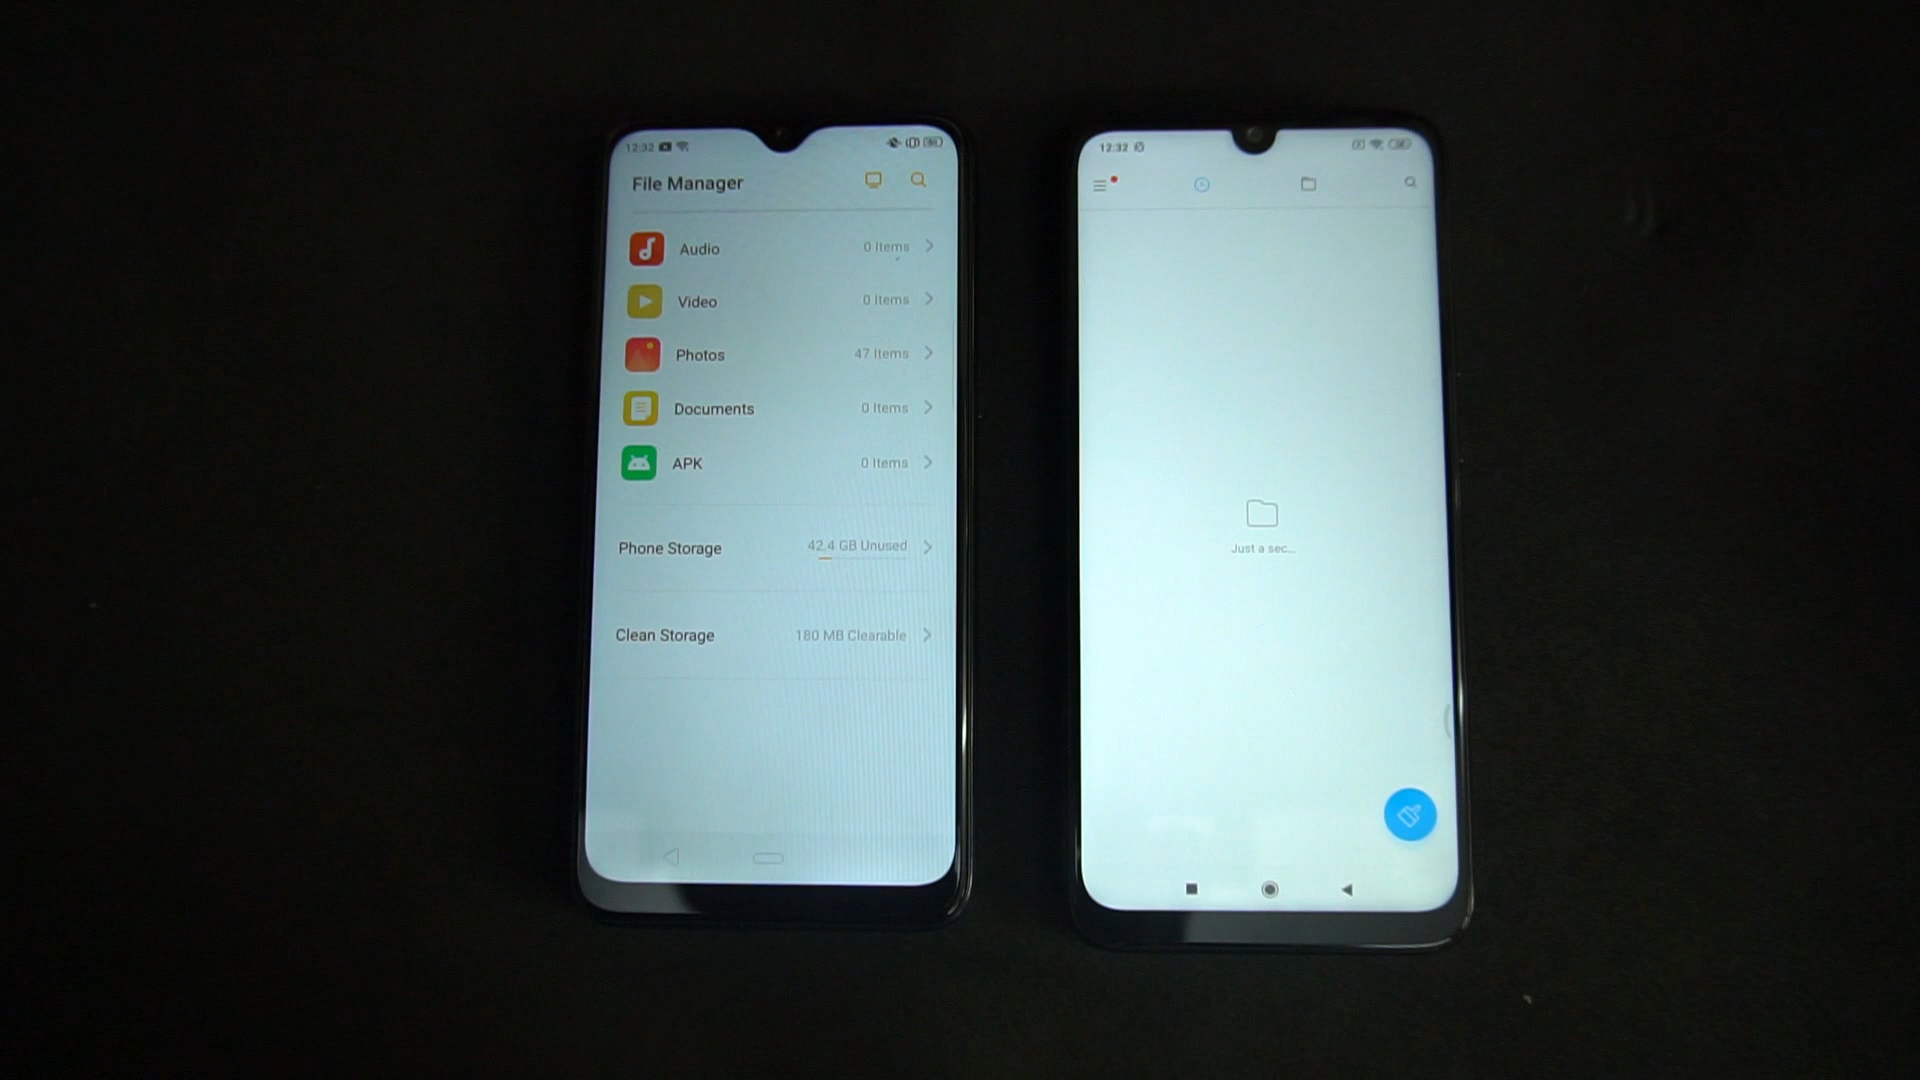 12:32
File Manager
Audio 0 Items
Video 0 Items
Photos 47 Items
Documents 0 Items
APK 0 Items
Phone Storage 42.4 GB Unused
Clean Storage 180 MB Clearable
12:32
Just a sec...